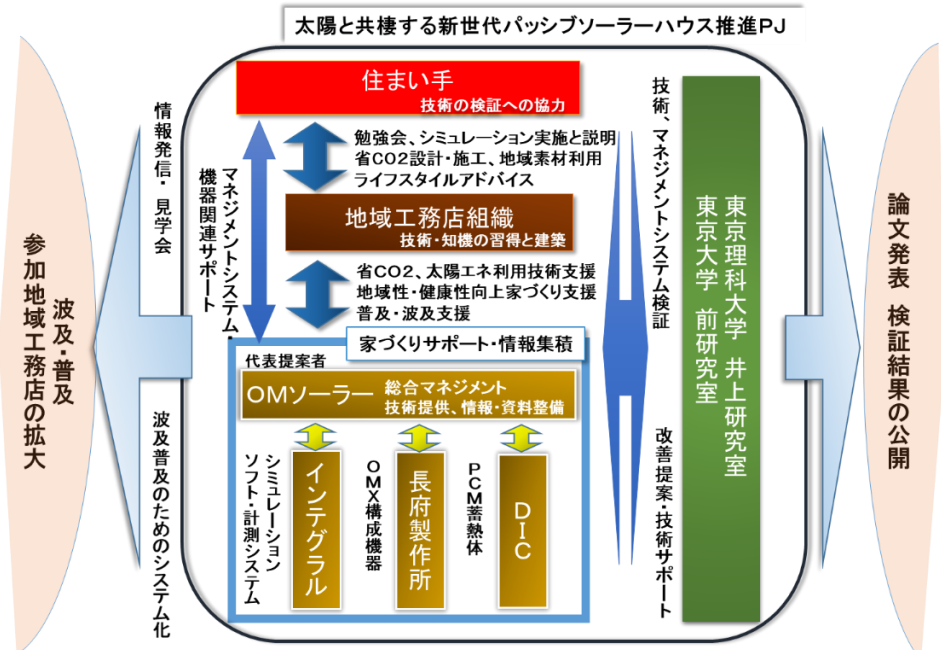 太陽と共棲する新世代パッシブソーラーハウス推進PJ
住まい手
技術の検証への協力
勉強会、シミュレーション実施と説明
省CO2設計・施工、地域素材利用
ライフスタイルアドバイス
地域工務店組織
技術・知機の習得と建築
省CO2、太陽エネ利用技術支援
地域性・健康性向上家づくり支援
普及・波及支援
マネジメントシステム・
機器関連サポート
家づくりサポート・情報集積
代表提案者
OMソーラー
総合マネジメント
技術提供、情報・資料整備
インテグラル
シミュレーション
ソフト・計測システム
長府製作所
OMX構成機器
DIC
PCM蓄熱体
技術、マネジメントシステム検証
改善提案・技術サポート
東京理科大学 井上研究室
東京大学 前研究室
情報発信・見学会
波及普及のためのシステム化
波及・普及
参加地域工務店の拡大
論文発表 検証結果の公開